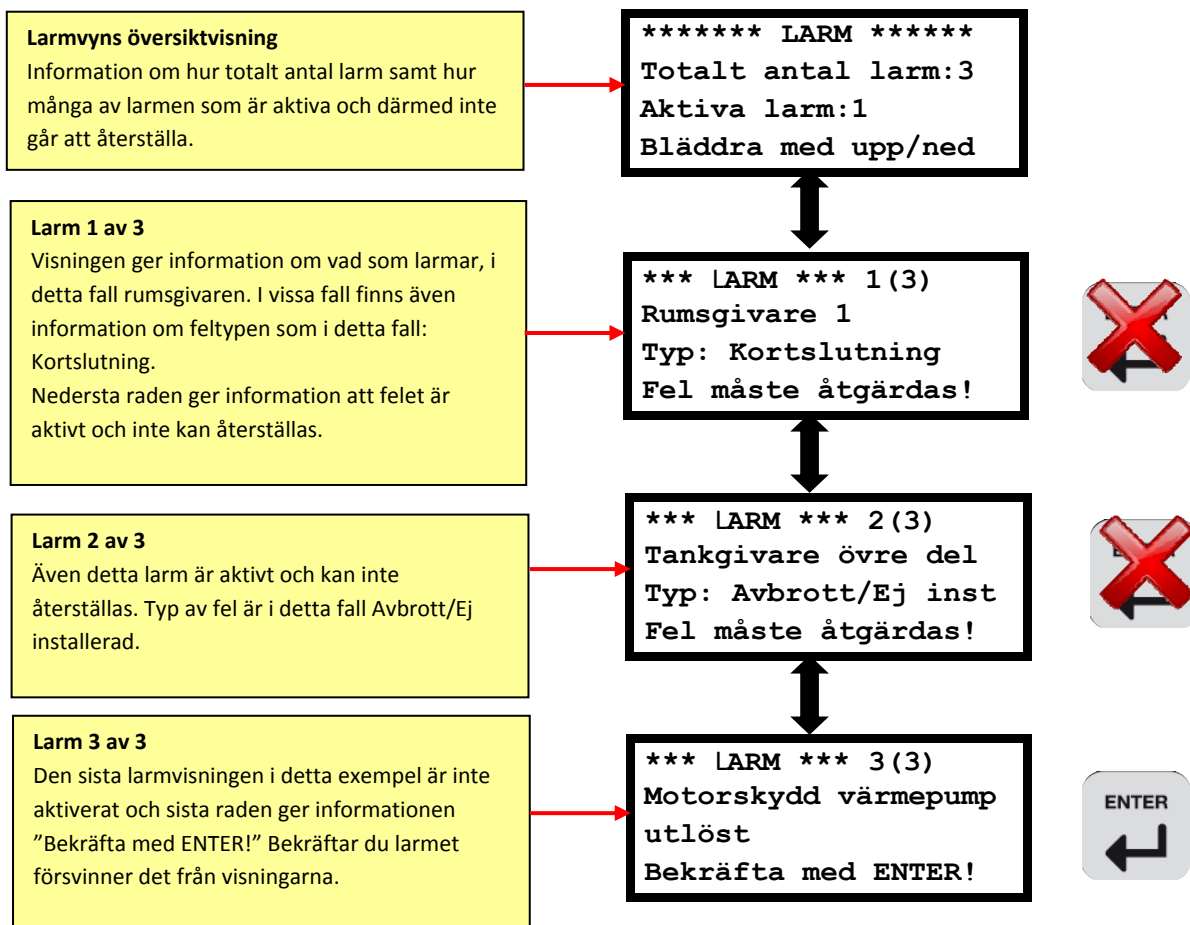 Larmvyns översiktvisning
Information om hur totalt antal larm samt hur
många av larmen som är aktiva och därmed inte
går att återställa.
******* LARM ******
Totalt antal larm:3
Aktiva larm:1
Bläddra med upp/ned
Larm 1 av 3
Visningen ger information om vad som larmar, i
detta fall rumsgivaren. I vissa fall finns även
information om feltypen som i detta fall:
Kortslutning.
Nedersta raden ger information att felet är
aktivt och inte kan återställas.
*** LARM *** 1(3)
Rumsgivare 1
Typ: Kortslutning
Fel måste åtgärdas!
Larm 2 av 3
Även detta larm är aktivt och kan inte
återställas. Typ av fel är i detta fall Avbrott/Ej
installerad.
*** LARM *** 2(3)
Tankgivare övre del
Typ: Avbrott/Ej inst
Fel måste åtgärdas!
Larm 3 av 3
Den sista larmvisningen i detta exempel är inte
aktiverat och sista raden ger informationen
”Bekräfta med ENTER!” Bekräftar du larmet
försvinner det från visningarna.
*** LARM *** 3(3)
Motorskydd värmepump
utlöst
Bekräfta med ENTER!
ENTER